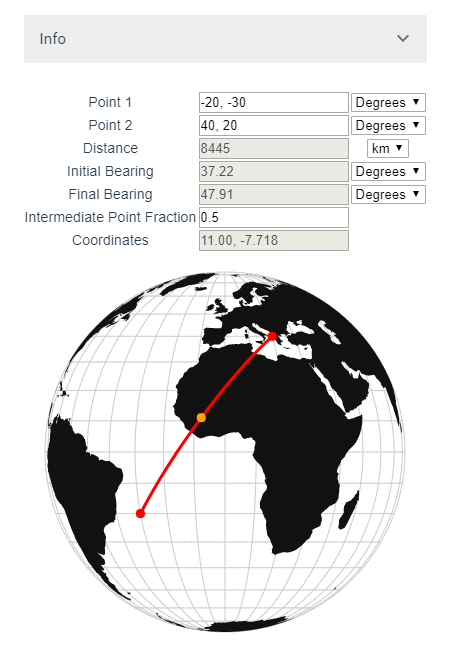 Info
Point 1 -20, -30 Degrees
Point 2 40, 20 Degrees
Distance 8445 km
Initial Bearing 37.22 Degrees
Final Bearing 47.91 Degrees
Intermediate Point Fraction 0.5
Coordinates 11.00, -7.718